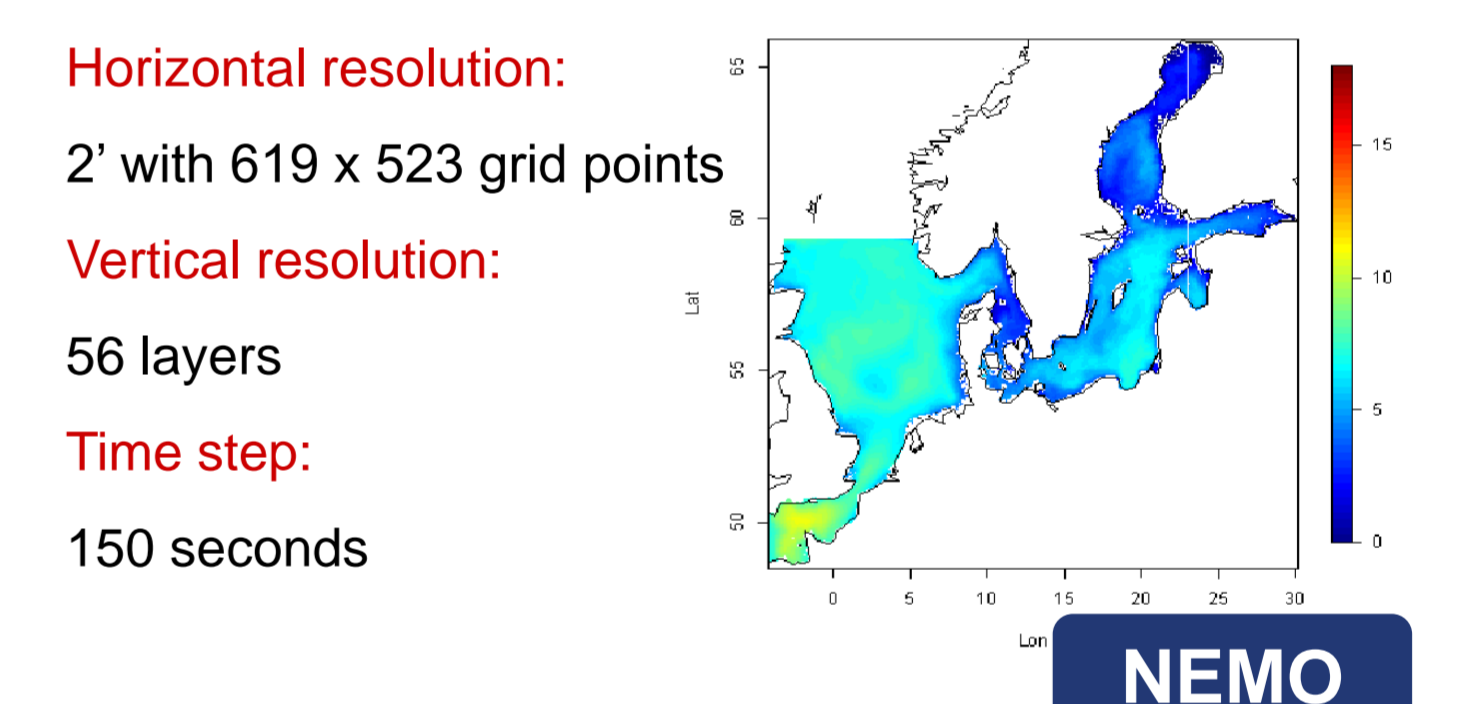 Horizontal resolution:
2’ with 619 x 523 grid points
Vertical resolution:
56 layers
Time step:
150 seconds
65
60
55
50
Lat
0
5
10
15
20
25
30
Lon
15
10
5
0
NEMO